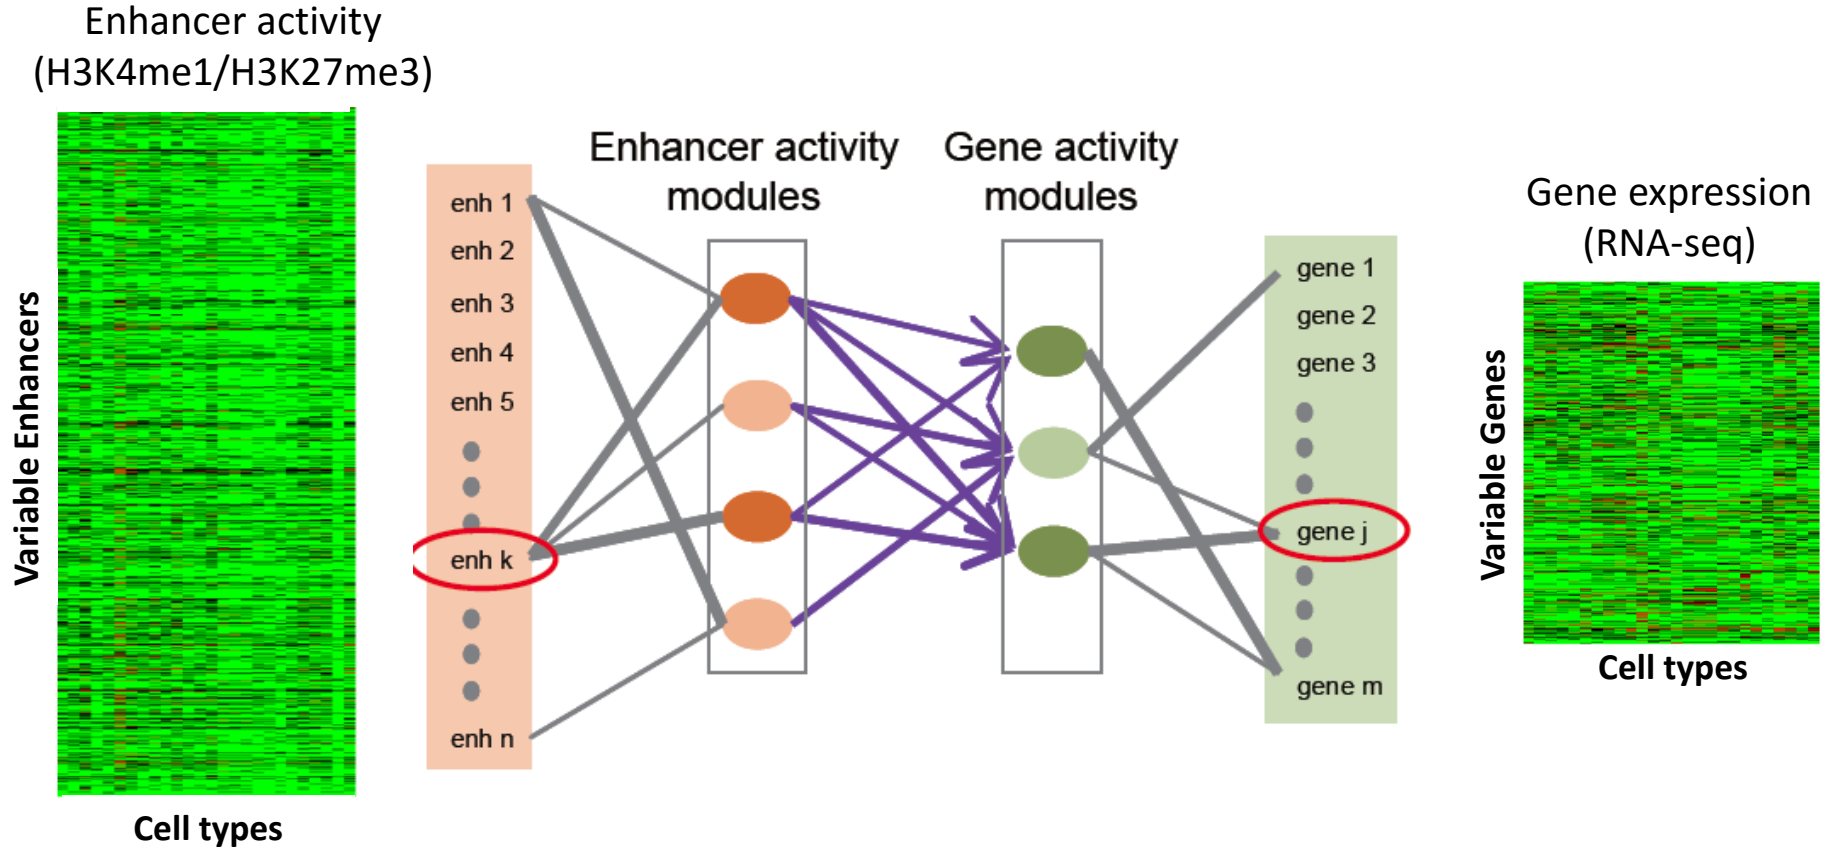 Enhancer activity
(H3K4me1/H3K27me3)
Variable Enhancers
Cell types
enh 1
enh 2
enh 3
enh 4
enh 5
enh k
enh n
Enhancer activity
modules
Gene activity
modules
gene 1
gene 2
gene 3
gene j
gene m
Gene expression
(RNA-seq)
Variable Genes
Cell types